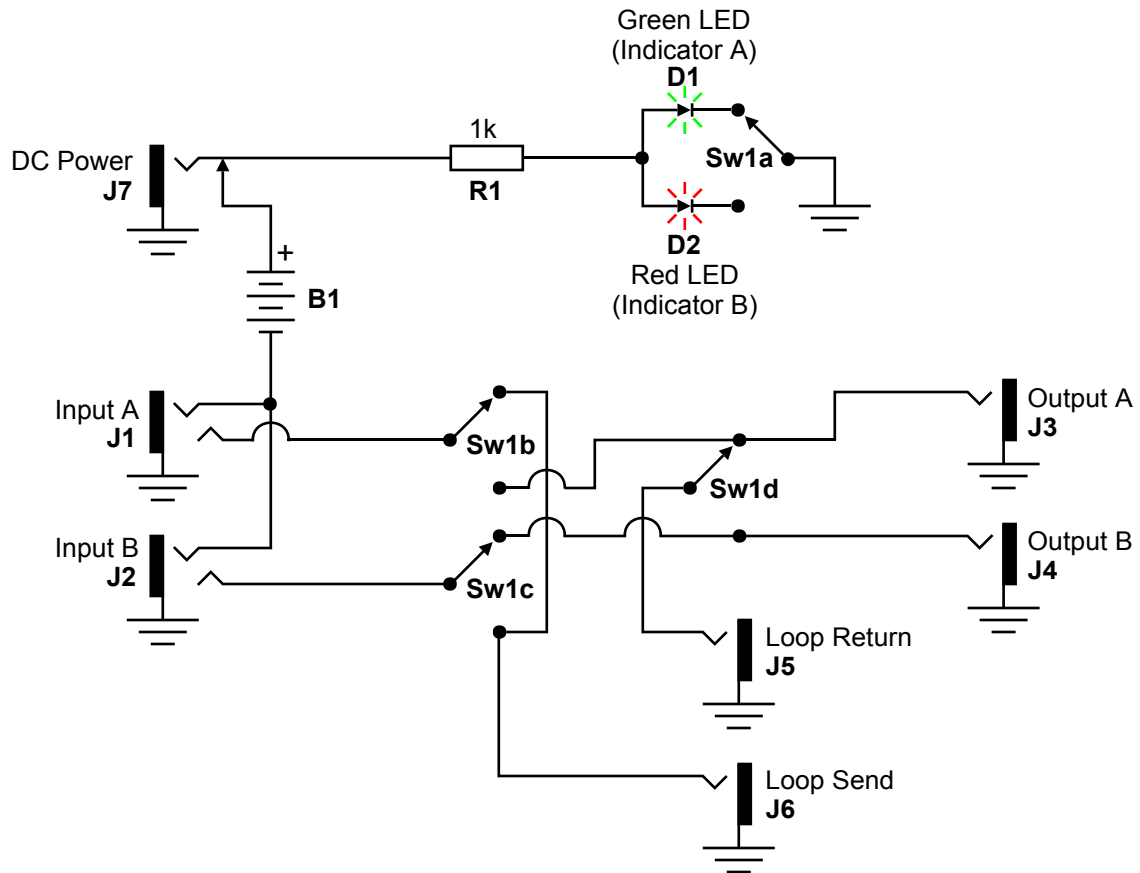 Green LED
(Indicator A)
D1
1k
DC Power
J7
R1
Sw1a
D2
Red LED
(Indicator B)
+
B1
Input A
J1
Sw1b
Output A
J3
Sw1d
Input B
J2
Sw1c
Output B
J4
Loop Return
J5
Loop Send
J6